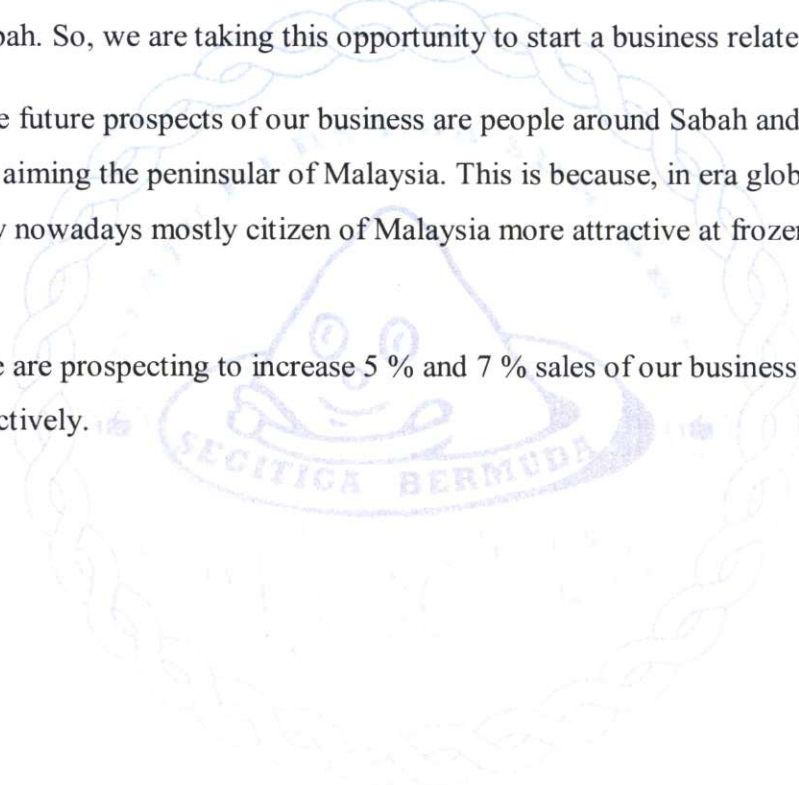 bah. So, we are taking this opportunity to start a business relate
e future prospects of our business are people around Sabah and
aiming the peninsular of Malaysia. This is because, in era glob
y nowadays mostly citizen of Malaysia more attractive at frozen
e are prospecting to increase 5 % and 7 % sales of our business
ctively.
SEGITIGA BERMUDA